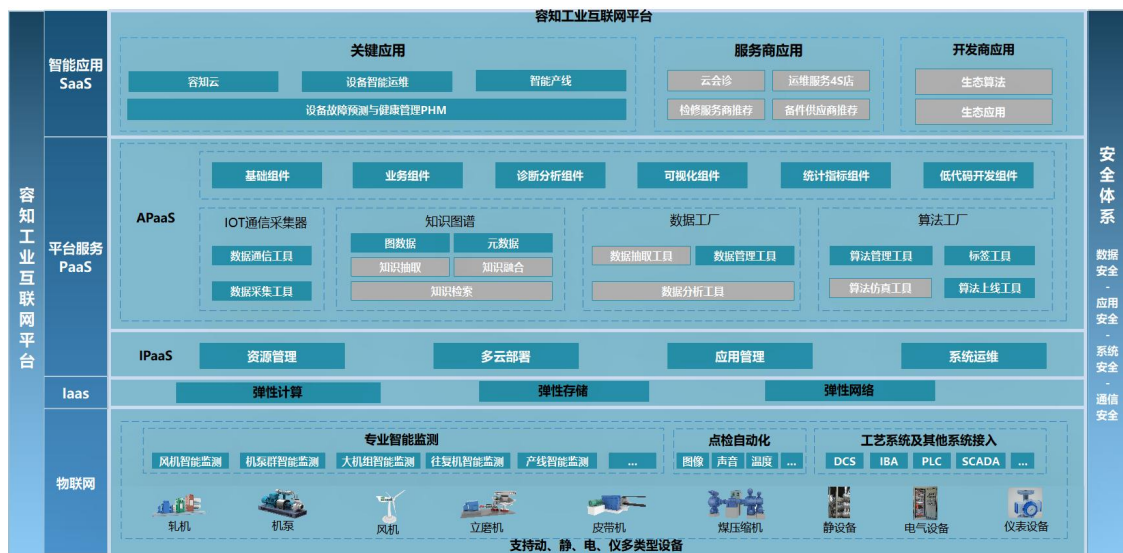 容知工业互联网平台
容知工业互联网平台
智能应用
SaaS
关键应用
容知云
设备智能运维
智能产线
设备故障预测与健康管理PHM
服务商应用
云会诊
运维服务4S店
检修服务商推荐
备件供应商推荐
开发商应用
生态算法
生态应用
平台服务
PaaS
APaaS
基础组件
业务组件
诊断分析组件
可视化组件
统计指标组件
低代码开发组件
IOT通信采集器
数据通信工具
数据采集工具
知识图谱
图数据
元数据
知识抽取
知识融合
知识检索
数据工厂
数据抽取工具
数据管理工具
数据分析工具
算法工厂
算法管理工具
标签工具
算法仿真工具
算法上线工具
IPaaS
资源管理
多云部署
应用管理
系统运维
Iaas
弹性计算
弹性存储
弹性网络
物联网
专业智能监测
风机智能监测
机泵群智能监测
大机组智能监测
往复机智能监测
产线智能监测
...
点检自动化
图像
声音
温度
...
工艺系统及其他系统接入
DCS
IBA
PLC
SCADA
...
轧机
机泵
风机
立磨机
皮带机
煤压缩机
静设备
电气设备
仪表设备
支持动、静、电、仪多类型设备
安全体系
数据
安全
-
应用
安全
-
系统
安全
-
通信
安全